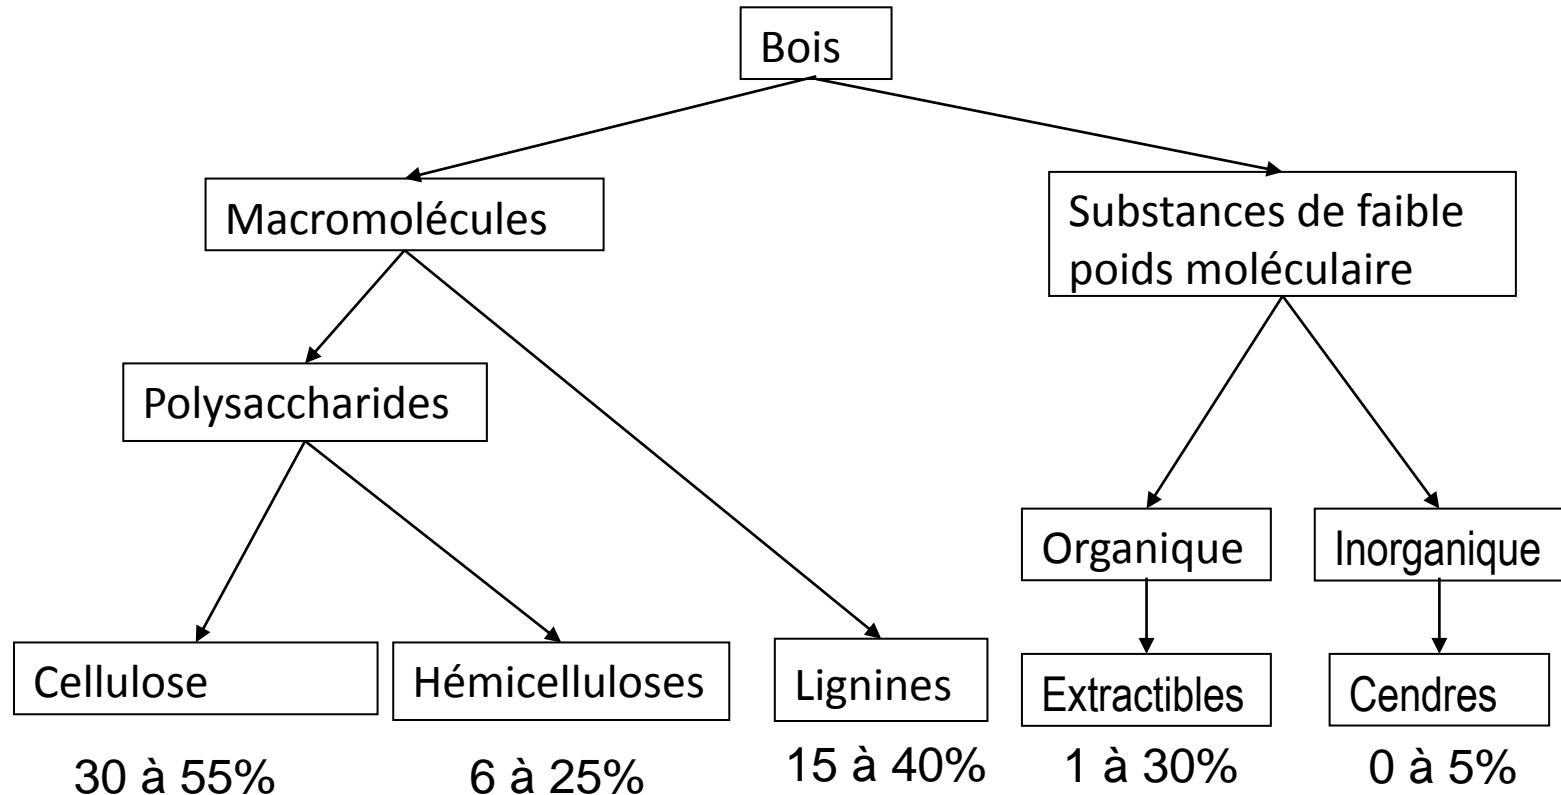 Bois
Macromolécules
Substances de faible
poids moléculaire
Polysaccharides
Organique
Inorganique
Cellulose
Hémicelluloses
Lignines
Extractibles
Cendres
30 à 55%
6 à 25%
15 à 40%
1 à 30%
0 à 5%